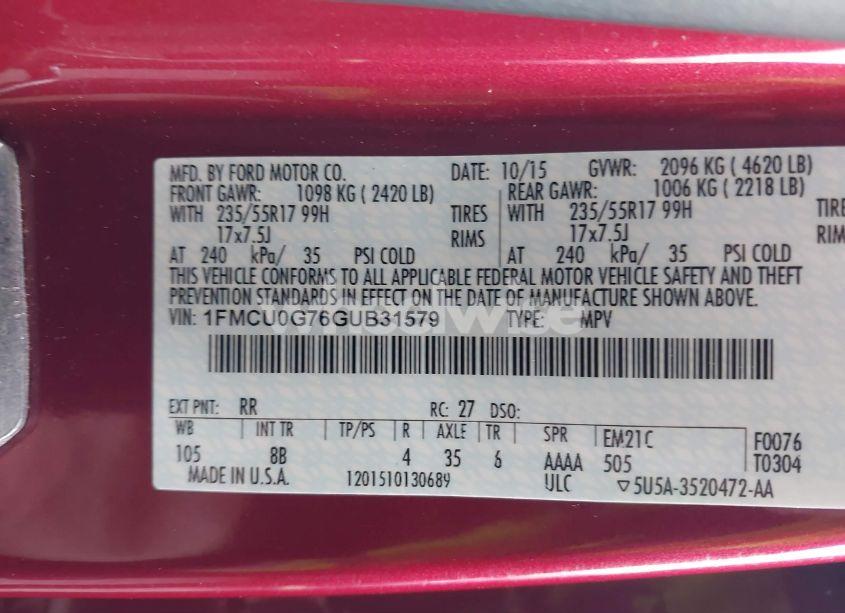 MFD. BY FORD MOTOR CO. DATE: 10/15 GVWR: 2096 KG ( 4620 LB)
FRONT GAWR: 1098 KG ( 2420 LB) REAR GAWR: 1006 KG ( 2218 LB)
WITH 235/55R17 99H TIRES WITH 235/55R17 99H TIRE
17x7.5J RIMS 17x7.5J RIM
AT 240 kPa/ 35 PSI COLD AT 240 kPa/ 35 PSI COLD
THIS VEHICLE CONFORMS TO ALL APPLICABLE FEDERAL MOTOR VEHICLE SAFETY AND THEFT
PREVENTION STANDARDS IN EFFECT ON THE DATE OF MANUFACTURE SHOWN ABOVE.
VIN: 1FMCU0G76GUB31579 TYPE: MPV
EXT PNT: RR RC: 27 DSO:
WB INT TR TP/PS R AXLE TR SPR EM21C F0076
105 8B 4 35 6 AAAA 505 T0304
MADE IN U.S.A. 1201510130689 ULC ▽5U5A-3520472-AA